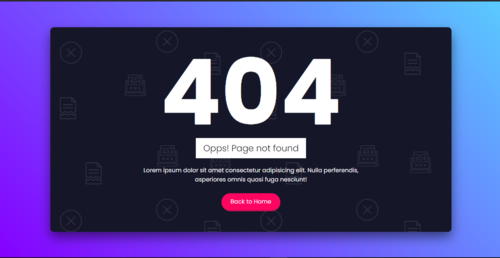 404
Opps! Page not found
Lorem ipsum dolor sit amet consectetur adipisicing elit. Nulla perferendis,
asperiores omnis quasi fuga nesciunt!
Back to Home